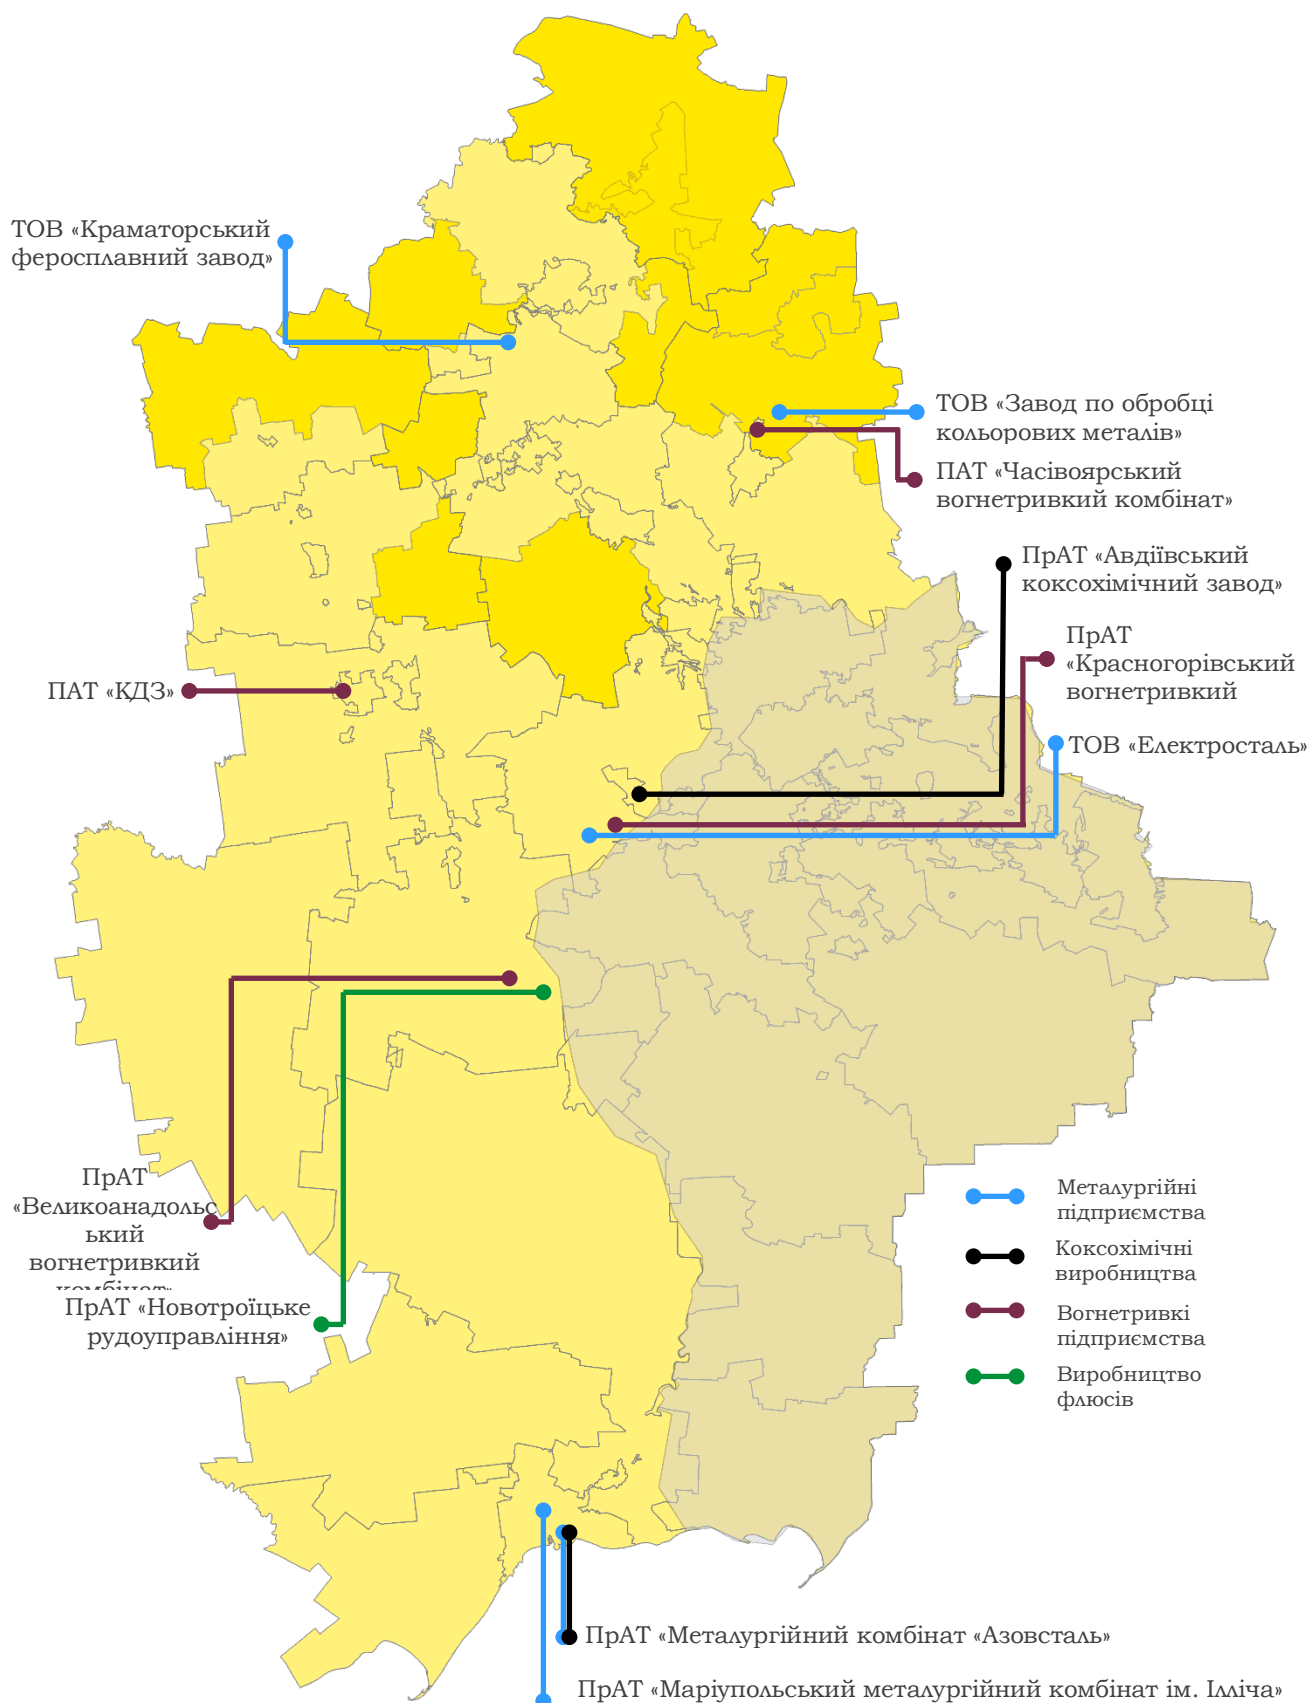 ТОВ «Краматорський
феросплавний завод»
ТОВ «Завод по обробці
кольорових металів»
ПАТ «Часівоярський
вогнетривкий комбінат»
ПрАТ «Авдіївський
коксохімічний завод»
ПрАТ
«Красногорівський
вогнетривкий
ПАТ «КДЗ»
ТОВ «Електросталь»
ПрАТ
«Великоанадольс
ький
вогнетривкий
комбінат»
ПрАТ «Новотроїцьке
рудоуправління»
Металургійні
підприємства
Коксохімічні
виробництва
Вогнетривкі
підприємства
Виробництво
флюсів
ПрАТ «Металургійний комбінат «Азовсталь»
ПрАТ «Маріупольський металургійний комбінат ім. Ілліча»